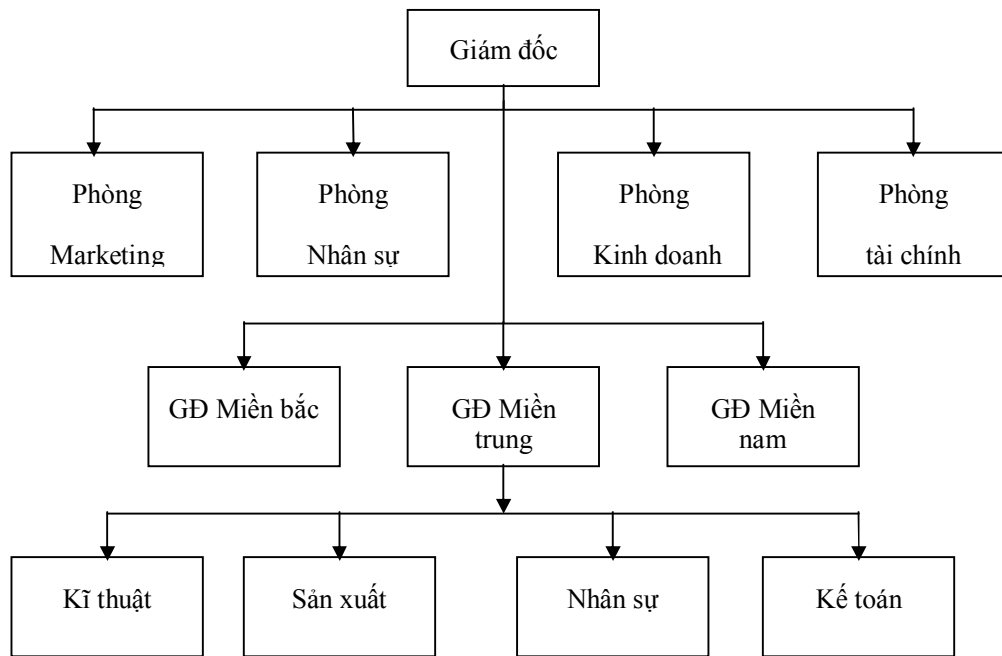 Giám đốc
Phòng
Marketing
Phòng
Nhân sự
Phòng
Kinh doanh
Phòng
tài chính
GĐ Miền bắc
GĐ Miền
trung
GĐ Miền
nam
Kĩ thuật
Sản xuất
Nhân sự
Kế toán